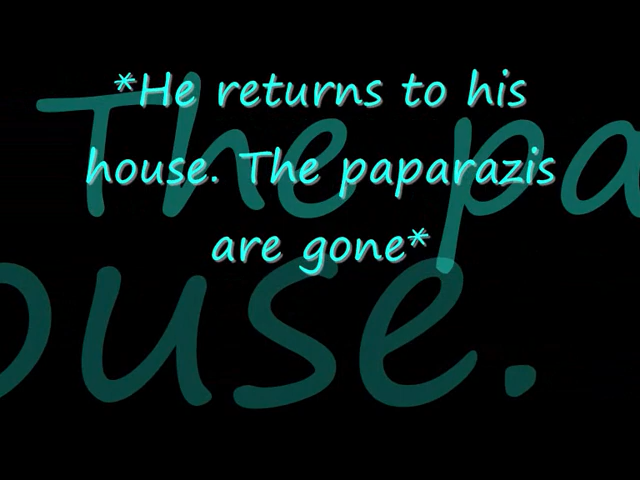 *He returns to his
house. The paparazis
are gone*
The pa
ouse.